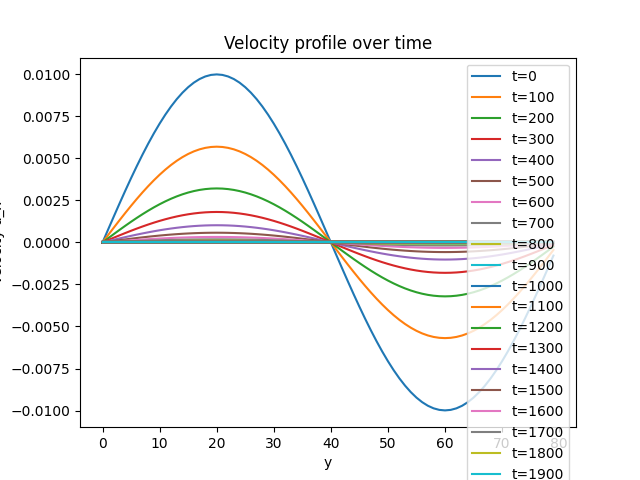 Velocity profile over time
0.0100
0.0075
0.0050
0.0025
0.0000
−0.0025
−0.0050
−0.0075
−0.0100
0 10 20 30 40 50 60 70 80
y
t=0
t=100
t=200
t=300
t=400
t=500
t=600
t=700
t=800
t=900
t=1000
t=1100
t=1200
t=1300
t=1400
t=1500
t=1600
t=1700
t=1800
t=1900